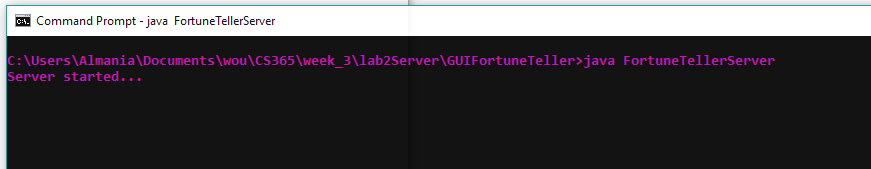 Command Prompt - java  FortuneTellerServer
C:\Users\Almania\Documents\wou\CS365\week_3\lab2Server\GUIFortuneTeller>java FortuneTellerServer
Server started...